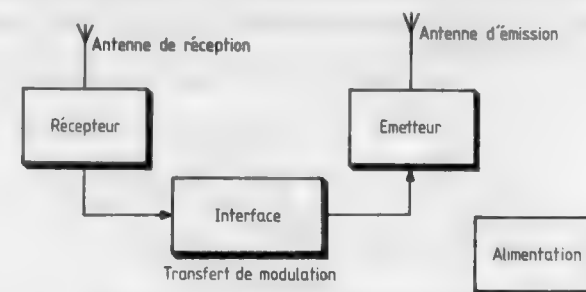 Antenne de réception
Antenne d'émission
Récepteur
Emetteur
Interface
Transfert de modulation
Alimentation